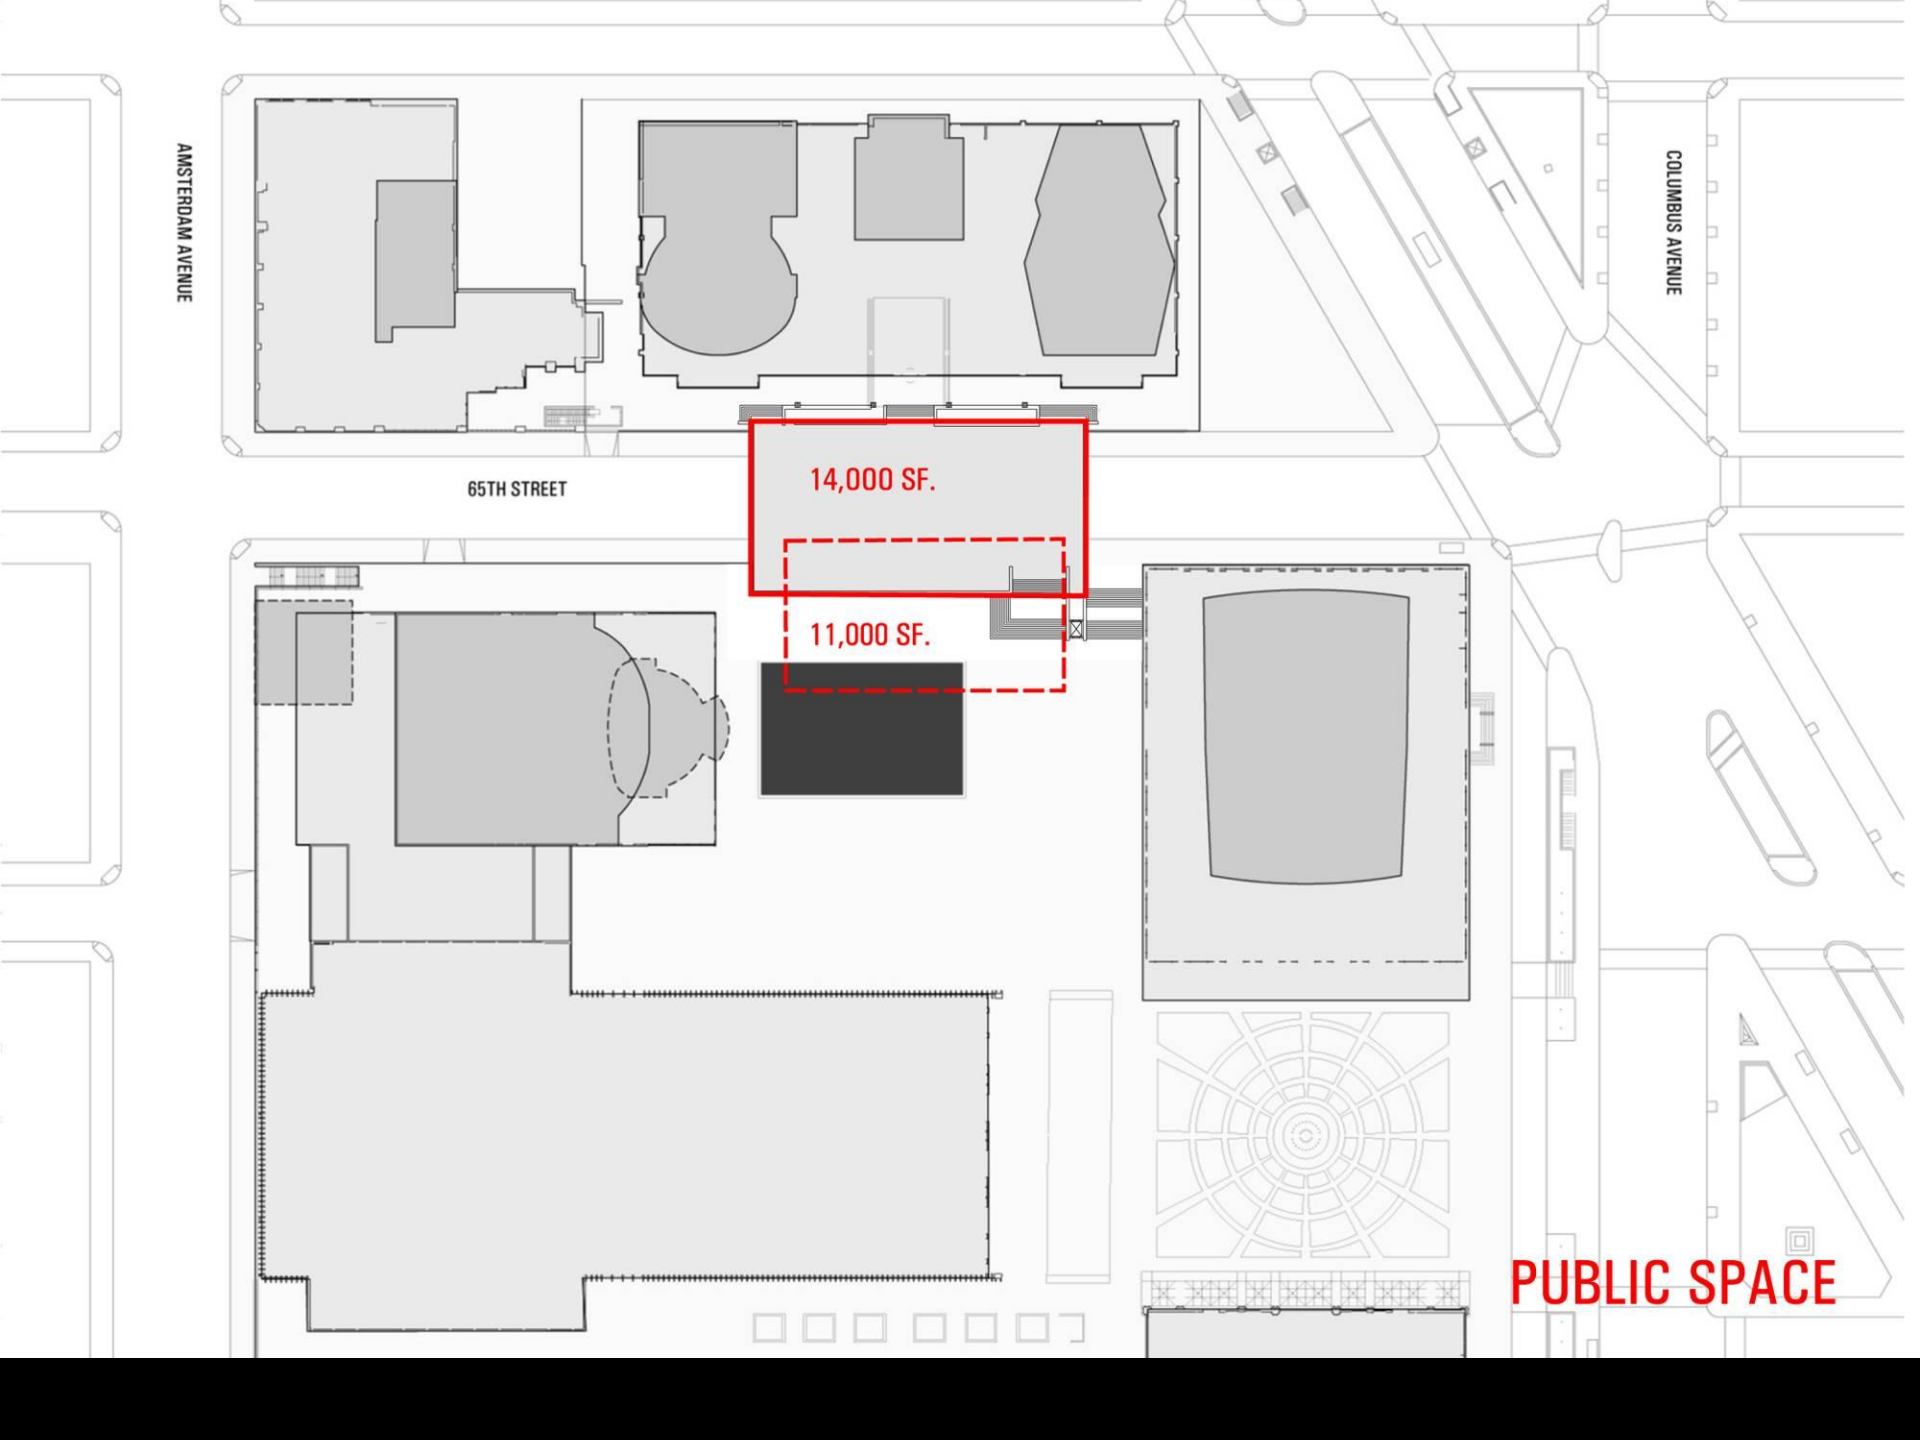 AMSTERDAM AVENUE
COLUMBUS AVENUE
14,000 SF.
65TH STREET
11,000 SF.
PUBLIC SPACE